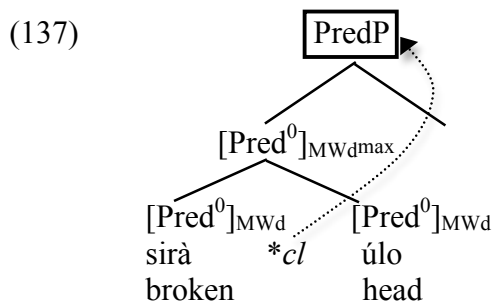 (137) PredP
[Pred⁰]MWdmax
[Pred⁰]MWd [Pred⁰]MWd
sirà *cl úlo
broken head